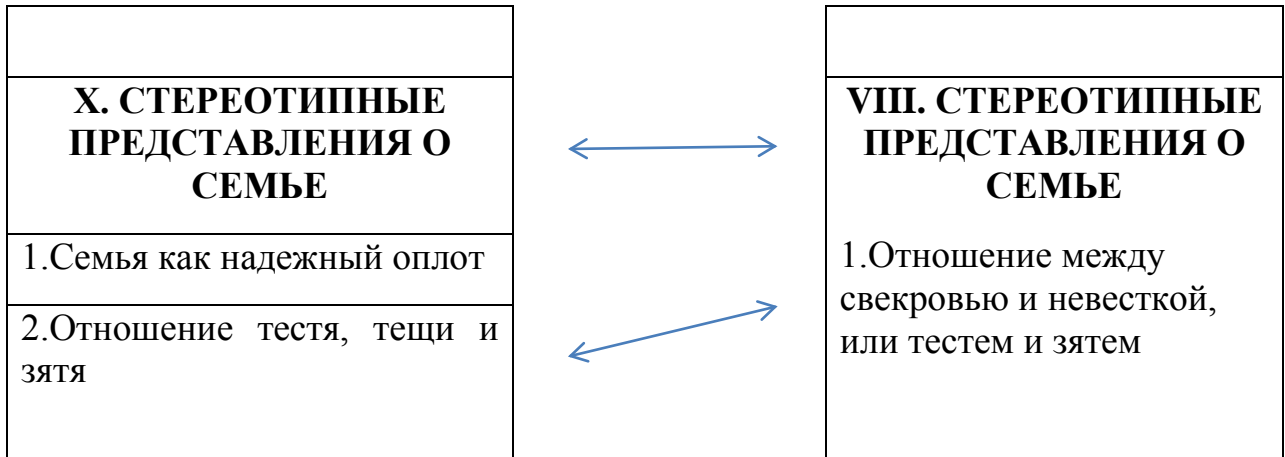 X. СТЕРЕОТИПНЫЕ
ПРЕДСТАВЛЕНИЯ О
СЕМЬЕ
1.Семья как надежный оплот
2.Отношение тестя, тещи и
зятя
VIII. СТЕРЕОТИПНЫЕ
ПРЕДСТАВЛЕНИЯ О
СЕМЬЕ
1.Отношение между
свекровью и невесткой,
или тестем и зятем